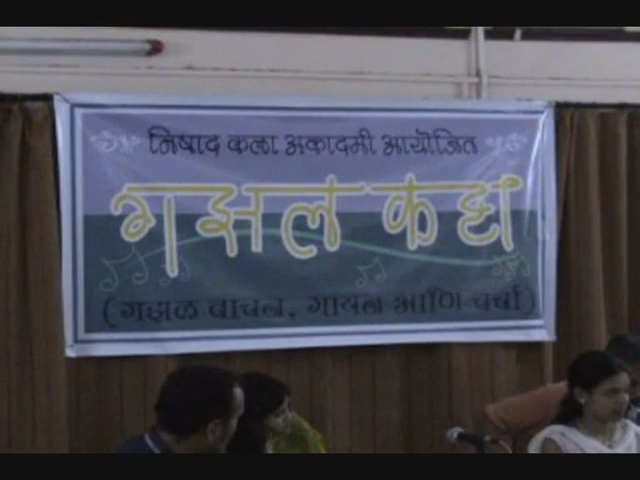 निषाद कला अकादमी आयोजित
गझल कट्टा
(गझल वाचन, गायन आणि चर्चा)